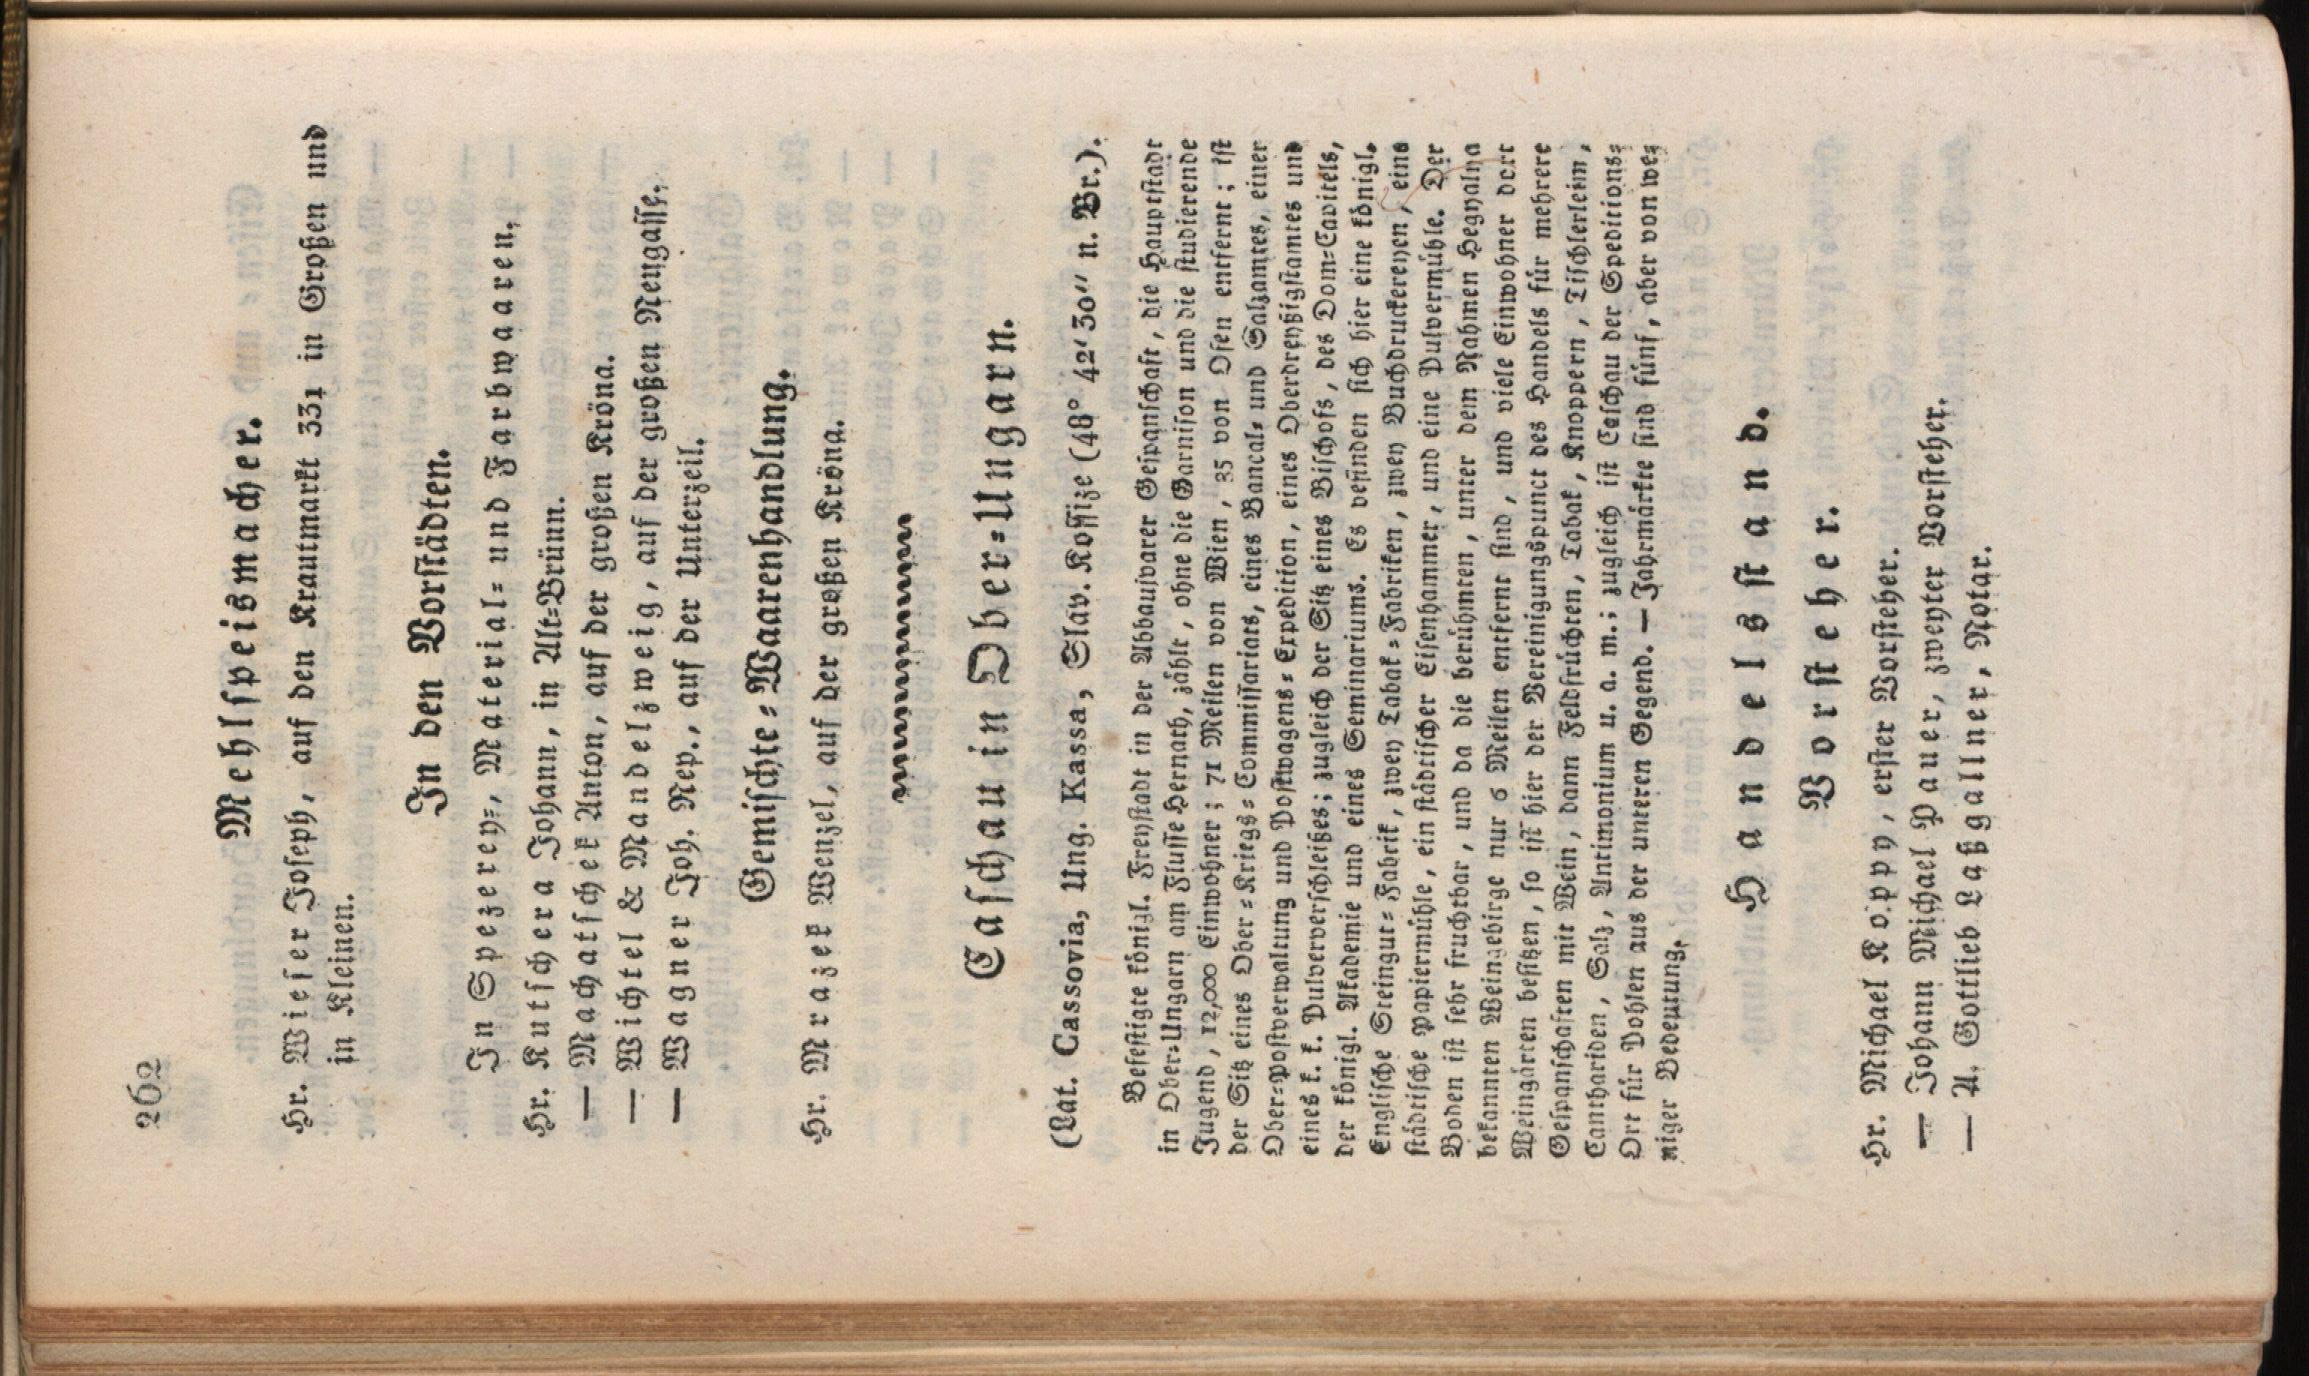 262
Mehlspeismacher.
Hr. Wieser Joseph, auf den Krautmarkt 331 in Großen und
in Kleinen.
In den Vorstädten.
In Spezerey-, Material- und Farbwaaren.
Hr. Kutschera Johann, in Alt-Brünn.
— Machatschek Anton, auf der großen Kröna.
— Wichtel & Mandelzweig, auf der großen Neugasse.
— Wagner Joh. Nep., auf der Unterzeil.
Gemischte-Waarenhandlung.
Hr. Mrazek Wenzel, auf der großen Kröna.
Caschau in Ober-Ungarn.
(Lat. Cassovia, Ung. Kassa, Slav. Kossize (48° 42′ 30″ n. Br.).
Befestigte königl. Freystadt in der Abbaujvarer Gespanschaft, die Hauptstadt
in Ober-Ungarn am Flusse Hernath, zählt, ohne die Garnison und die studierende
Jugend, 12,000 Einwohner; 71 Meilen von Wien, 35 von Ofen entfernt; ist
der Sitz eines Ober-Kriegs-Commissariats, eines Bancal- und Salzamtes, einer
Ober-Postverwaltung und Postwagens-Expedition, eines Oberdreyßigstamtes und
eines k. k. Pulververschleißes; zugleich der Sitz eines Bischofs, des Dom-Capitels,
der königl. Akademie und eines Seminariums. Es befinden sich hier eine königl.
Englische Steingut-Fabrik, zwey Tabak-Fabriken, zwey Buchdruckereyen, eine
städtische Papiermühle, ein städtischer Eisenhammer, und eine Pulvermühle. Der
Boden ist sehr fruchtbar, und da die berühmten, unter dem Nahmen Hegyalya
bekannten Weingebirge nur 6 Meilen entfernt sind, und viele Einwohner dort
Weingärten besitzen, so ist hier der Vereinigungspunct des Handels für mehrere
Gespanschaften mit Wein, dann Feldfrüchten, Tabak, Knoppern, Tischlerleim,
Canthariden, Salz, Antimonium u. a. m.; zugleich ist Caschau der Speditions-
Ort für Pohlen aus der unteren Gegend. — Jahrmärkte sind fünf, aber von we-
niger Bedeutung.
Handelsstand.
Vorsteher.
Hr. Michael Koppy, erster Vorsteher.
— Johann Michael Pauer, zweyter Vorsteher.
— A. Gottlieb Laßgallner, Notar.